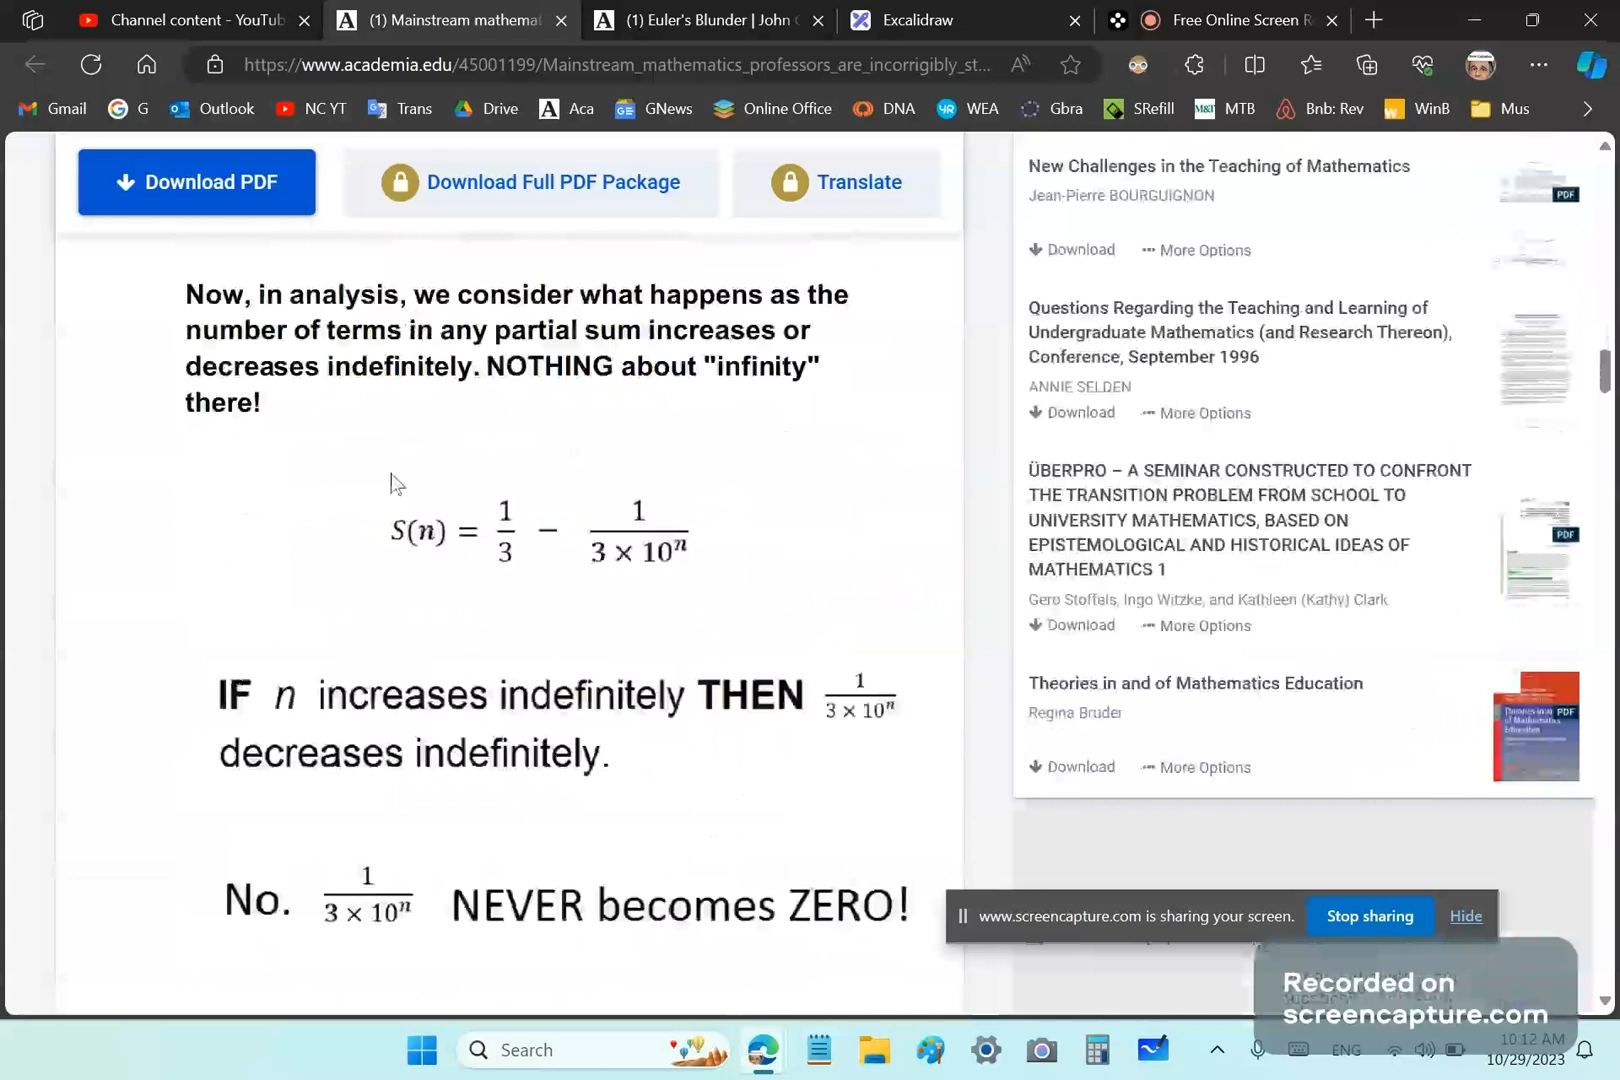 Channel content - YouTub
(1) Mainstream mathema
(1) Euler's Blunder | John
Excalidraw
Free Online Screen R
https://www.academia.edu/45001199/Mainstream_mathematics_professors_are_incorrigibly_st...
Gmail
G
Outlook
NC YT
Trans
Drive
Aca
GNews
Online Office
DNA
WEA
Gbra
SRefill
MTB
Bnb: Rev
WinB
Mus
Download PDF
Download Full PDF Package
Translate
Now, in analysis, we consider what happens as the
number of terms in any partial sum increases or
decreases indefinitely. NOTHING about "infinity"
there!
S(n) = 1/3 − 1/(3 × 10ⁿ)
IF n increases indefinitely THEN 1/(3 × 10ⁿ)
decreases indefinitely.
No. 1/(3 × 10ⁿ) NEVER becomes ZERO!
New Challenges in the Teaching of Mathematics
Jean-Pierre BOURGUIGNON
PDF
Download
More Options
Questions Regarding the Teaching and Learning of
Undergraduate Mathematics (and Research Thereon),
Conference, September 1996
ANNIE SELDEN
Download
More Options
ÜBERPRO – A SEMINAR CONSTRUCTED TO CONFRONT
THE TRANSITION PROBLEM FROM SCHOOL TO
UNIVERSITY MATHEMATICS, BASED ON
EPISTEMOLOGICAL AND HISTORICAL IDEAS OF
MATHEMATICS 1
PDF
Gero Stoffels, Ingo Witzke, and Kathleen (Kathy) Clark
Download
More Options
Theories in and of Mathematics Education
Regina Bruder
PDF
Download
More Options
www.screencapture.com is sharing your screen.
Stop sharing
Hide
Recorded on
screencapture.com
Search
ENG
10:12 AM
10/29/2023